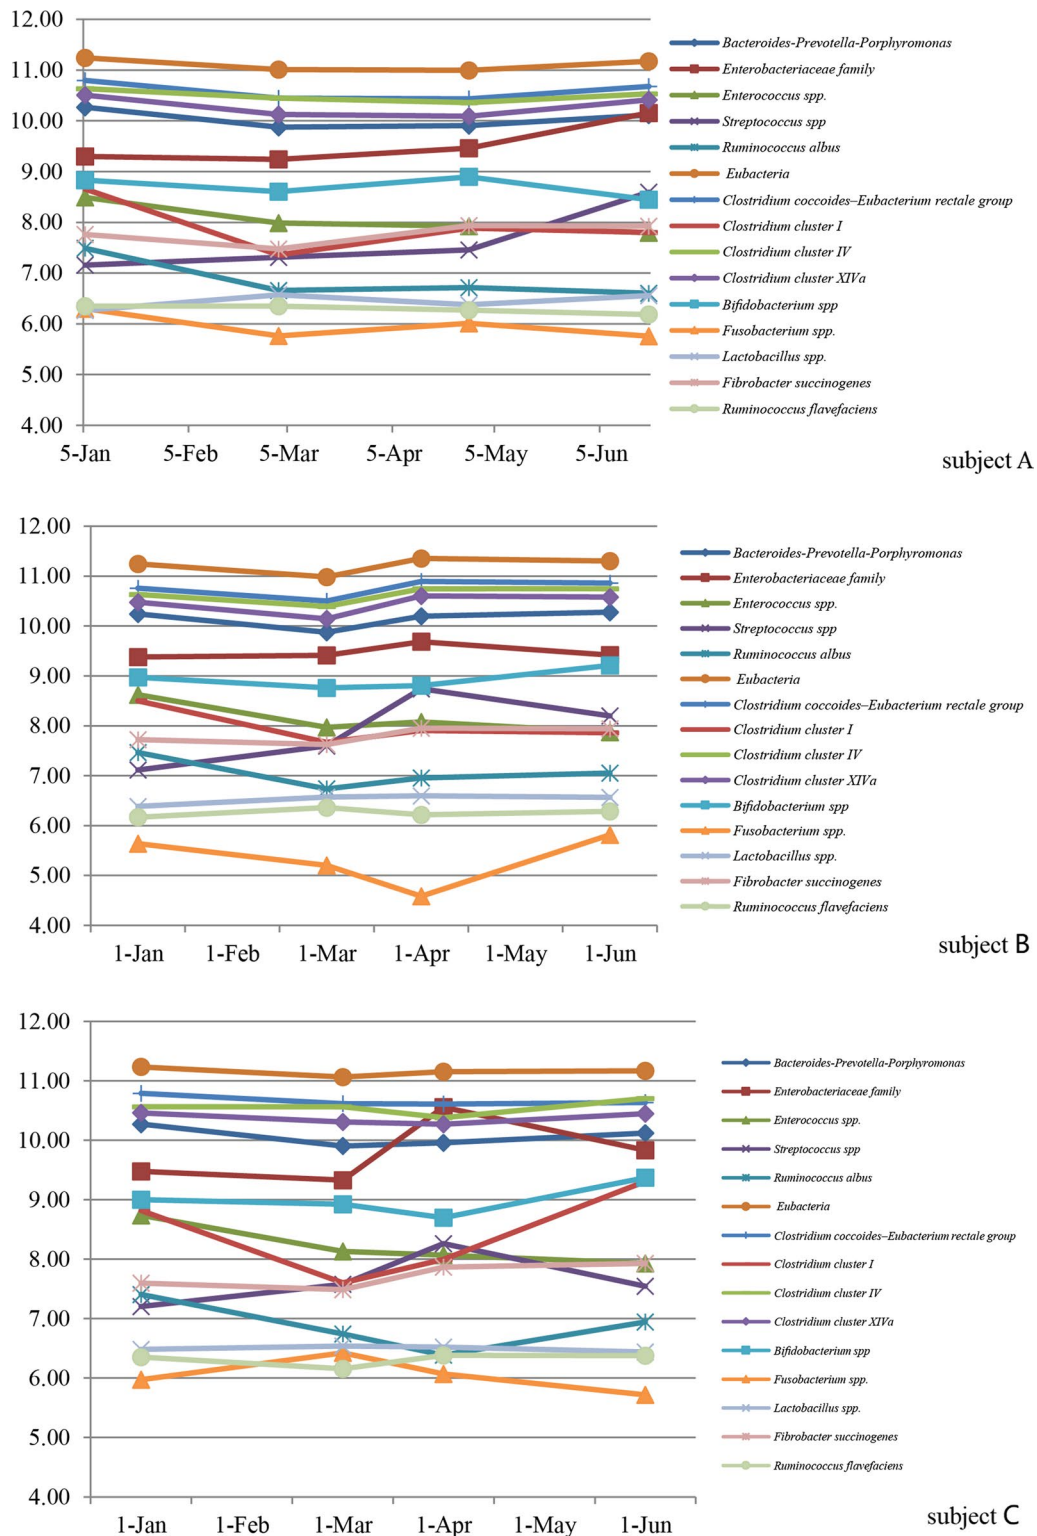 12.00
11.00
10.00
9.00
8.00
7.00
6.00
5.00
4.00
5-Jan 5-Feb 5-Mar 5-Apr 5-May 5-Jun
Bacteroides-Prevotella-Porphyromonas
Enterobacteriaceae family
Enterococcus spp.
Streptococcus spp
Ruminococcus albus
Eubacteria
Clostridium coccoides–Eubacterium rectale group
Clostridium cluster I
Clostridium cluster IV
Clostridium cluster XIVa
Bifidobacterium spp
Fusobacterium spp.
Lactobacillus spp.
Fibrobacter succinogenes
Ruminococcus flavefaciens
subject A
12.00
11.00
10.00
9.00
8.00
7.00
6.00
5.00
4.00
1-Jan 1-Feb 1-Mar 1-Apr 1-May 1-Jun
Bacteroides-Prevotella-Porphyromonas
Enterobacteriaceae family
Enterococcus spp.
Streptococcus spp
Ruminococcus albus
Eubacteria
Clostridium coccoides–Eubacterium rectale group
Clostridium cluster I
Clostridium cluster IV
Clostridium cluster XIVa
Bifidobacterium spp
Fusobacterium spp.
Lactobacillus spp.
Fibrobacter succinogenes
Ruminococcus flavefaciens
subject B
12.00
11.00
10.00
9.00
8.00
7.00
6.00
5.00
4.00
1-Jan 1-Feb 1-Mar 1-Apr 1-May 1-Jun
Bacteroides-Prevotella-Porphyromonas
Enterobacteriaceae family
Enterococcus spp.
Streptococcus spp
Ruminococcus albus
Eubacteria
Clostridium coccoides–Eubacterium rectale group
Clostridium cluster I
Clostridium cluster IV
Clostridium cluster XIVa
Bifidobacterium spp
Fusobacterium spp.
Lactobacillus spp.
Fibrobacter succinogenes
Ruminococcus flavefaciens
subject C